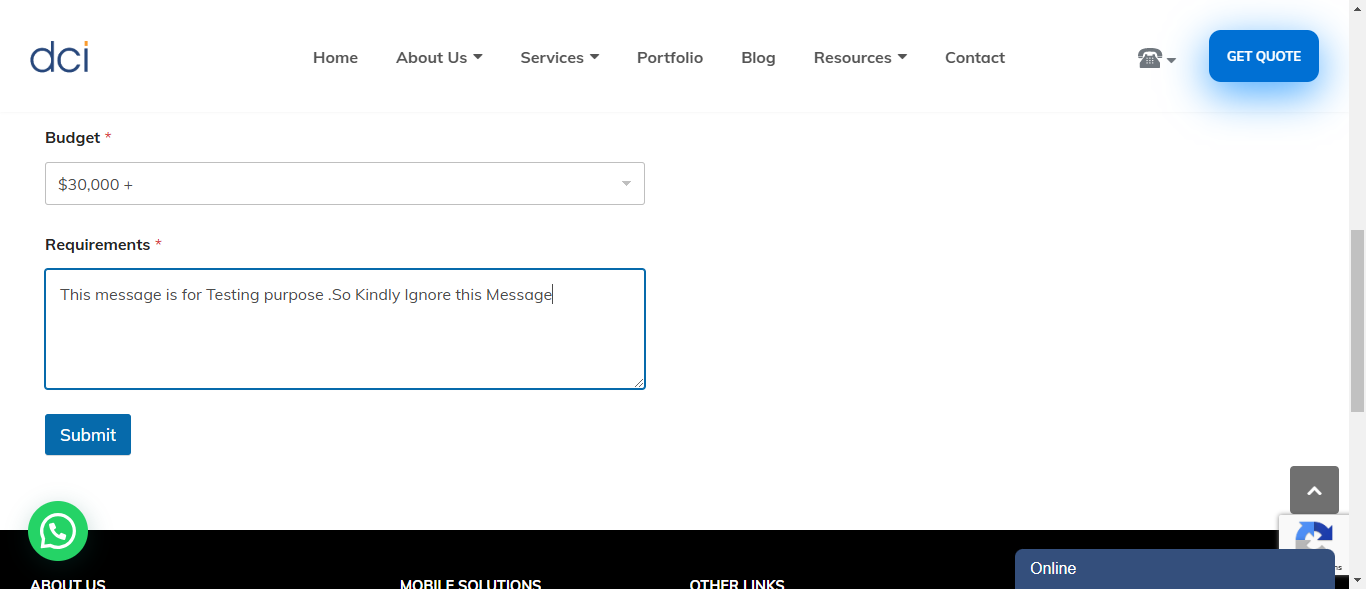 dci
Home About Us Services Portfolio Blog Resources Contact
GET QUOTE
Budget *
$30,000 +
Requirements *
This message is for Testing purpose .So Kindly Ignore this Message
Submit
ABOUT US MOBILE SOLUTIONS OTHER LINKS
Online